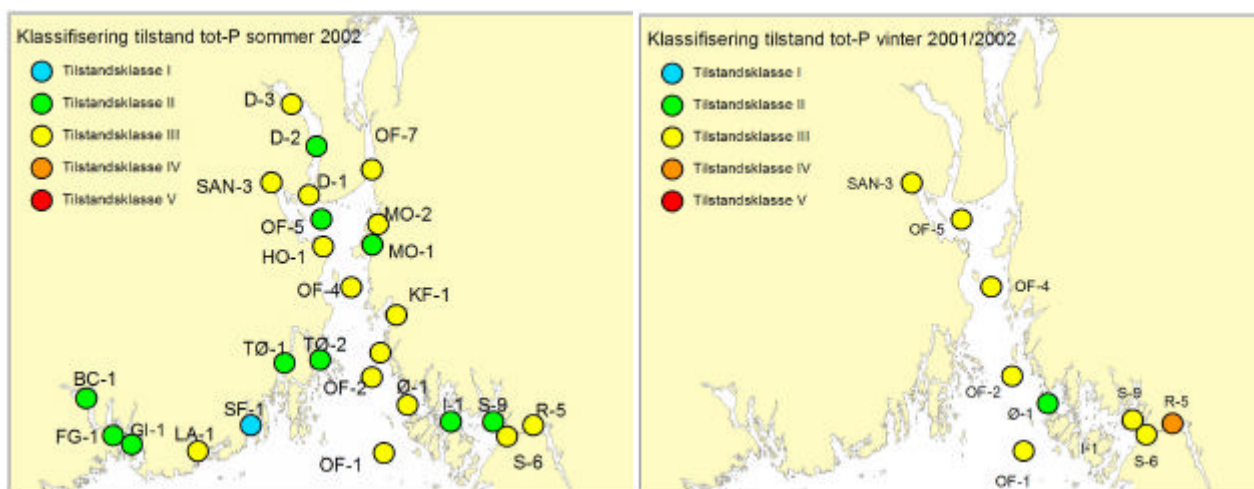 Klassifisering tilstand tot-P sommer 2002
Tilstandsklasse I
Tilstandsklasse II
Tilstandsklasse III
Tilstandsklasse IV
Tilstandsklasse V
D-3
D-2
OF-7
SAN-3
D-1
OF-5
MO-2
HO-1
MO-1
OF-4
KF-1
TØ-1
TØ-2
BC-1
OF-2
Ø-1
SF-1
I-1
S-9
R-5
FG-1
GI-1
LA-1
S-6
OF-1
Klassifisering tilstand tot-P vinter 2001/2002
Tilstandsklasse I
Tilstandsklasse II
Tilstandsklasse III
Tilstandsklasse IV
Tilstandsklasse V
SAN-3
OF-5
OF-4
OF-2
Ø-1
S-9
R-5
I-1
S-6
OF-1